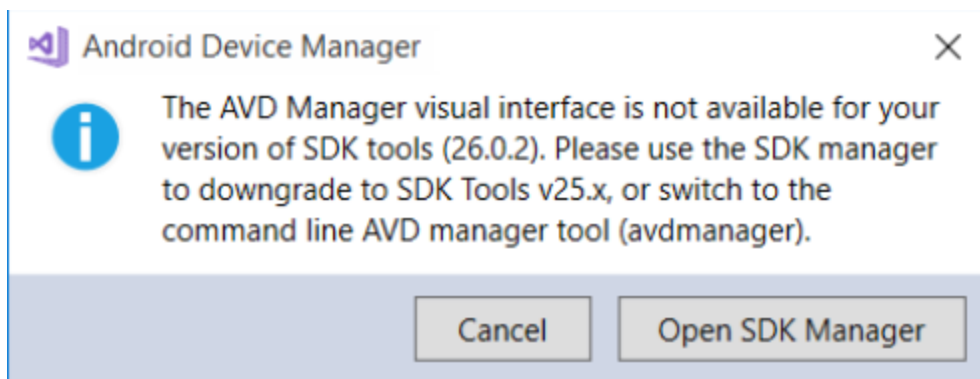 Android Device Manager
The AVD Manager visual interface is not available for your
version of SDK tools (26.0.2). Please use the SDK manager
to downgrade to SDK Tools v25.x, or switch to the
command line AVD manager tool (avdmanager).
Cancel
Open SDK Manager